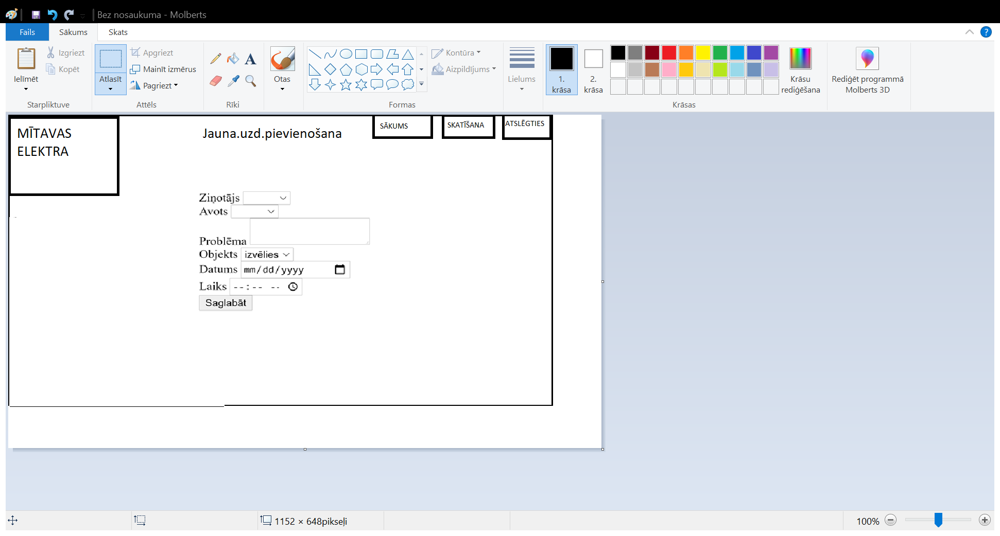 Bez nosaukuma - Molberts
Fails Sākums Skats
Ielīmēt
Izgriezt
Kopēt
Starpliktuve
Atlasīt
Apgriezt
Mainīt izmērus
Pagriezt
Attēls
A
Rīki
Otas
Formas
Kontūra
Aizpildījums
Lielums
1.
krāsa
2.
krāsa
Krāsu
rediģēšana
Krāsas
Rediģēt programmā
Molberts 3D
MĪTAVAS
ELEKTRA
Jauna.uzd.pievienošana
SĀKUMS
SKATĪŠANA
ATSLĒGTIES
Ziņotājs
Avots
Problēma
Objekts izvēlies
Datums mm/dd/yyyy
Laiks --:-- --
Saglabāt
1152 × 648pikseļi
100%